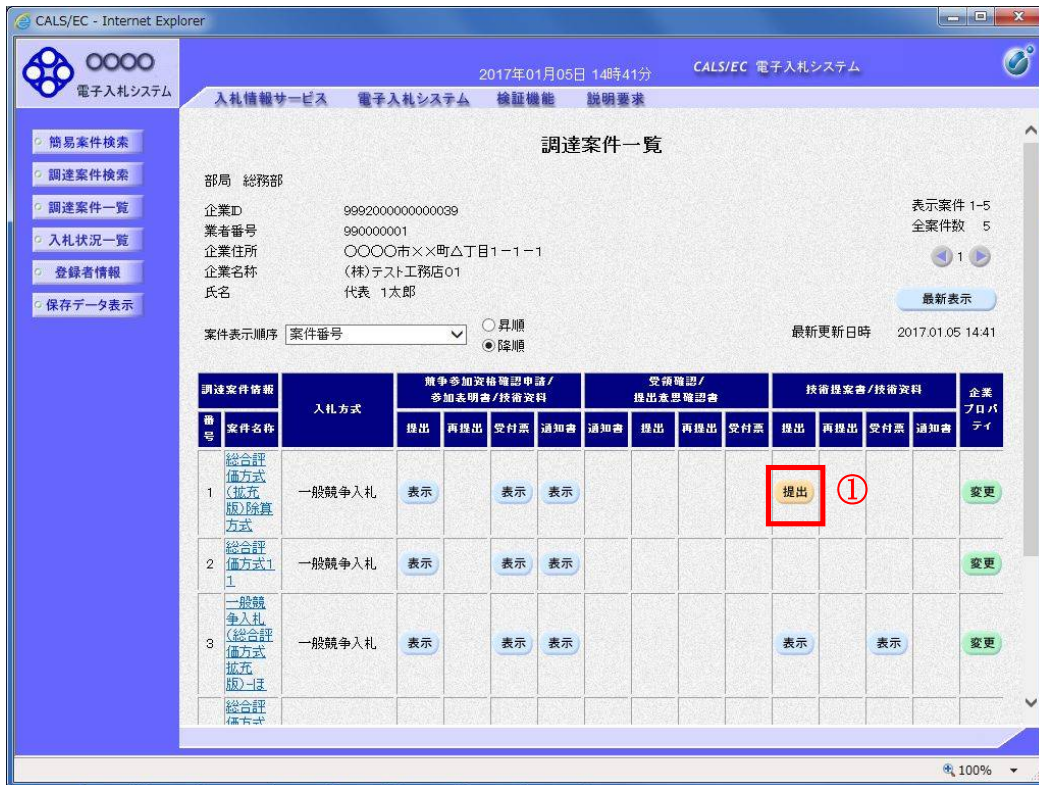 CALS/EC - Internet Explorer
○○○○
電子入札システム
2017年01月05日 14時41分
CALS/EC 電子入札システム
入札情報サービス 電子入札システム 検証機能 説明要求
簡易案件検索
調達案件検索
調達案件一覧
入札状況一覧
登録者情報
保存データ表示
調達案件一覧
部局 総務部
企業ID 9992000000000039
業者番号 990000001
企業住所 ○○○○市××町△丁目1-1-1
企業名称 (株)テスト工務店01
氏名 代表 1太郎
表示案件 1-5
全案件数 5
1
最新表示
案件表示順序 案件番号 昇順
降順
最新更新日時 2017.01.05 14:41
調達案件情報 入札方式 競争参加資格確認申請/参加表明書/技術資料 受領確認/提出意思確認書 技術提案書/技術資料 企業プロパティ
番号 案件名称 提出 再提出 受付票 通知書 通知書 提出 再提出 受付票 提出 再提出 受付票 通知書
1 総合評価方式(拡充版)除算方式 一般競争入札 表示 表示 表示 提出 ① 変更
2 総合評価方式11 一般競争入札 表示 表示 表示 変更
3 一般競争入札(総合評価方式拡充版)-ほ 一般競争入札 表示 表示 表示 表示 表示 変更
総合評価方式
100%